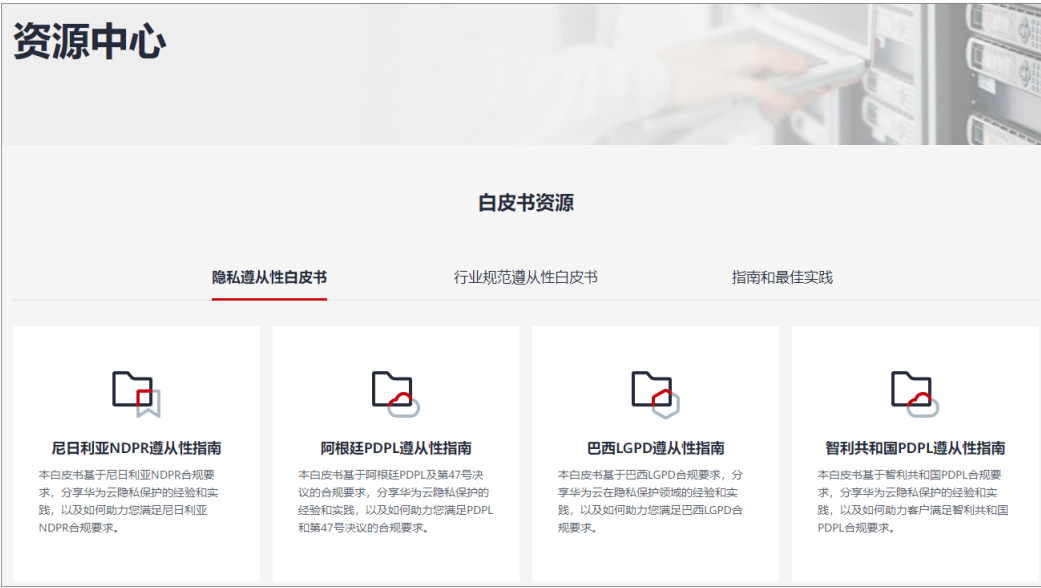 资源中心
白皮书资源
隐私遵从性白皮书
行业规范遵从性白皮书
指南和最佳实践
尼日利亚NDPR遵从性指南
本白皮书基于尼日利亚NDPR合规要
求，分享华为云隐私保护的经验和实
践，以及如何助力您满足尼日利亚
NDPR合规要求。
阿根廷PDPL遵从性指南
本白皮书基于阿根廷PDPL及第47号决
议的合规要求，分享华为云隐私保护的
经验和实践，以及如何助力您满足PDPL
和第47号决议的合规要求。
巴西LGPD遵从性指南
本白皮书基于巴西LGPD合规要求，分
享华为云在隐私保护领域的经验和实
践，以及如何助力您满足巴西LGPD合
规要求。
智利共和国PDPL遵从性指南
本白皮书基于智利共和国PDPL合规要
求，分享华为云隐私保护的经验和实
践，以及如何助力客户满足智利共和国
PDPL合规要求。